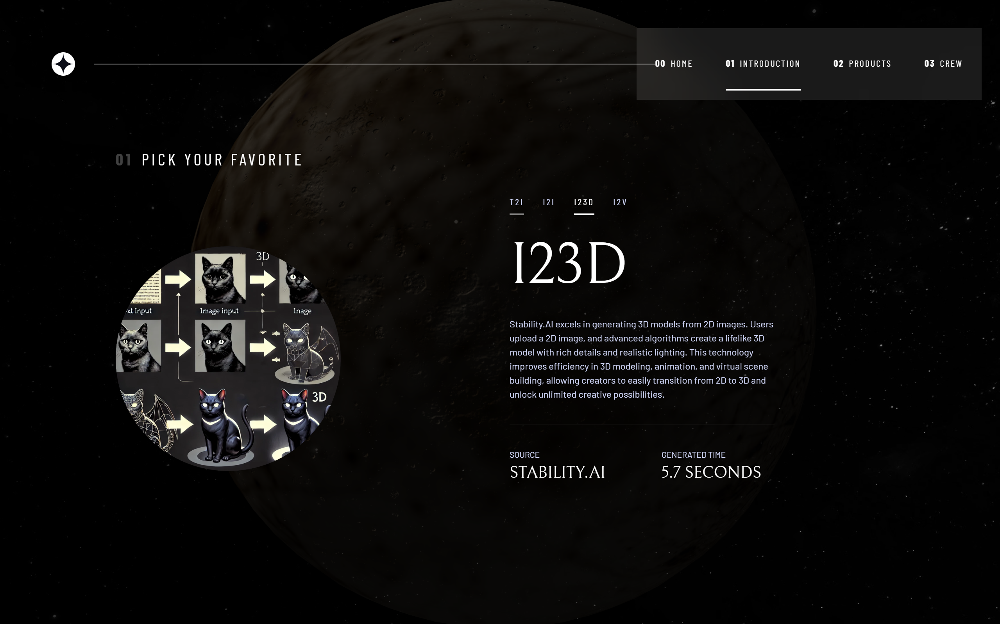 00 HOME
01 INTRODUCTION
02 PRODUCTS
03 CREW
01 PICK YOUR FAVORITE
T2I I2I I23D I2V
I23D
3D
xt Input
Image input
Inage
3D
Stability.AI excels in generating 3D models from 2D images. Users
upload a 2D image, and advanced algorithms create a lifelike 3D
model with rich details and realistic lighting. This technology
improves efficiency in 3D modeling, animation, and virtual scene
building, allowing creators to easily transition from 2D to 3D and
unlock unlimited creative possibilities.
SOURCE
STABILITY.AI
GENERATED TIME
5.7 SECONDS